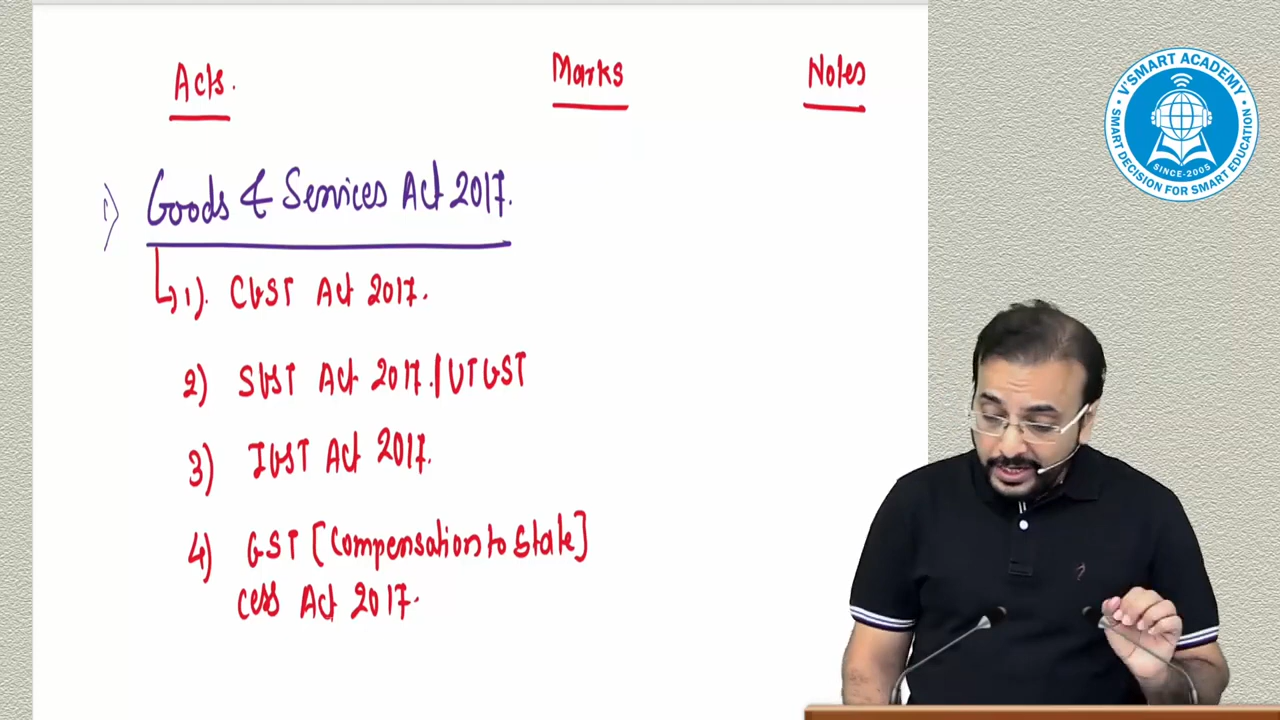 Acts. Marks Notes
1) Goods & Services Act 2017.
1). CGST Act 2017.
2) SGST Act 2017. / UTGST
3) IGST Act 2017.
4) GST [Compensation to State]
cess Act 2017.
V'SMART ACADEMY
SINCE-2005
SMART DECISION FOR SMART EDUCATION